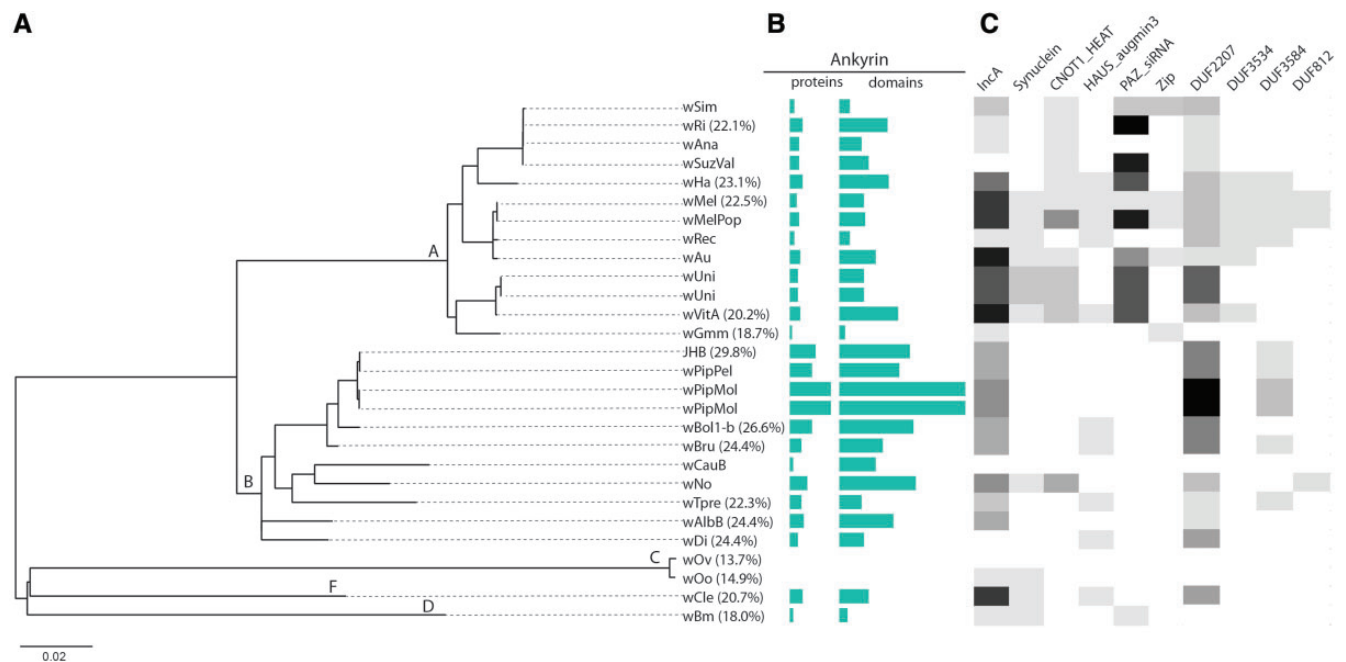 A
B
C
Ankyrin
proteins domains
IncA
Synuclein
CNOT1_HEAT
HAUS_augmin3
PAZ_siRNA
Zip
DUF2207
DUF3534
DUF3584
DUF812
wSim
wRi (22.1%)
wAna
wSuzVal
wHa (23.1%)
wMel (22.5%)
wMelPop
wRec
A
wAu
wUni
wUni
wVitA (20.2%)
wGmm (18.7%)
JHB (29.8%)
wPipPel
wPipMol
wPipMol
wBol1-b (26.6%)
wBru (24.4%)
wCauB
B
wNo
wTpre (22.3%)
wAlbB (24.4%)
wDi (24.4%)
C
wOv (13.7%)
wOo (14.9%)
F
wCle (20.7%)
D
wBm (18.0%)
0.02